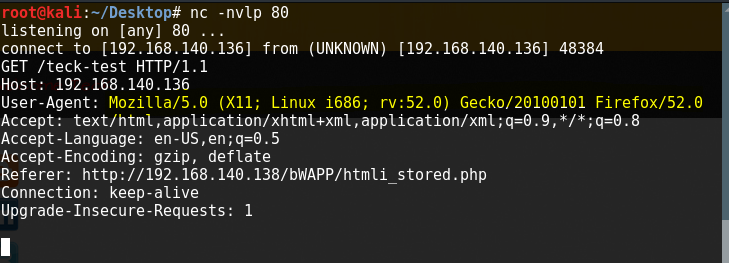 root@kali:~/Desktop# nc -nvlp 80
listening on [any] 80 ...
connect to [192.168.140.136] from (UNKNOWN) [192.168.140.136] 48384
GET /teck-test HTTP/1.1
Host: 192.168.140.136
User-Agent: Mozilla/5.0 (X11; Linux i686; rv:52.0) Gecko/20100101 Firefox/52.0
Accept: text/html,application/xhtml+xml,application/xml;q=0.9,*/*;q=0.8
Accept-Language: en-US,en;q=0.5
Accept-Encoding: gzip, deflate
Referer: http://192.168.140.138/bWAPP/htmli_stored.php
Connection: keep-alive
Upgrade-Insecure-Requests: 1